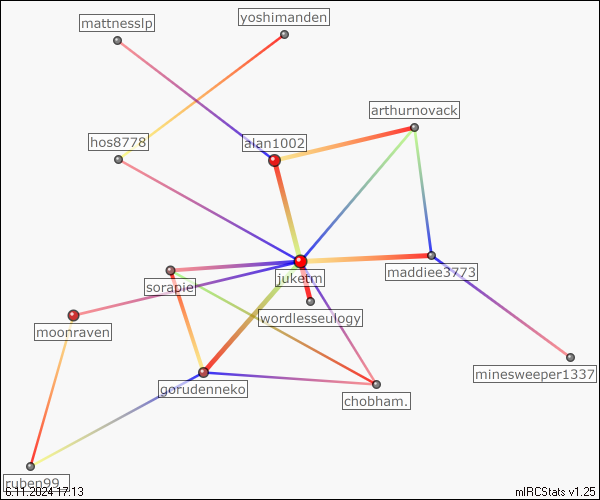 yoshimanden
mattnesslp
arthurnovack
hos8778
alan1002
maddiee3773
juketm
sorapie
wordlesseulogy
moonraven
minesweeper1337
gorudenneko
chobham.
ruben99_
6.11.2024 17:13
mIRCStats v1.25